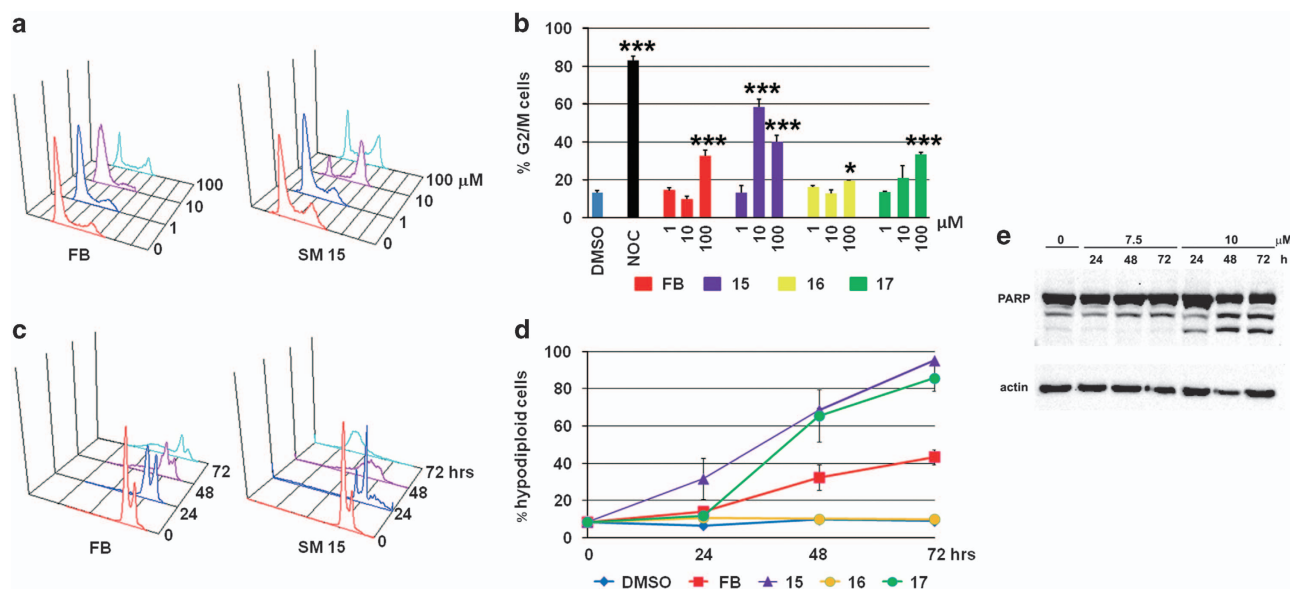 a
100
10
1
0
FB
100 μM
10
1
0
SM 15
b
% G2/M cells
100
80
60
40
20
0
***
***
***
***
*
***
DMSO
NOC
1 10 100
1 10 100
1 10 100
1 10 100
μM
FB 15 16 17
c
72
48
24
0
FB
72 hrs
48
24
0
SM 15
d
% hypodiploid cells
100
80
60
40
20
0
0 24 48 72 hrs
DMSO FB 15 16 17
e
0 7.5 10 μM
24 48 72 24 48 72 h
PARP
actin